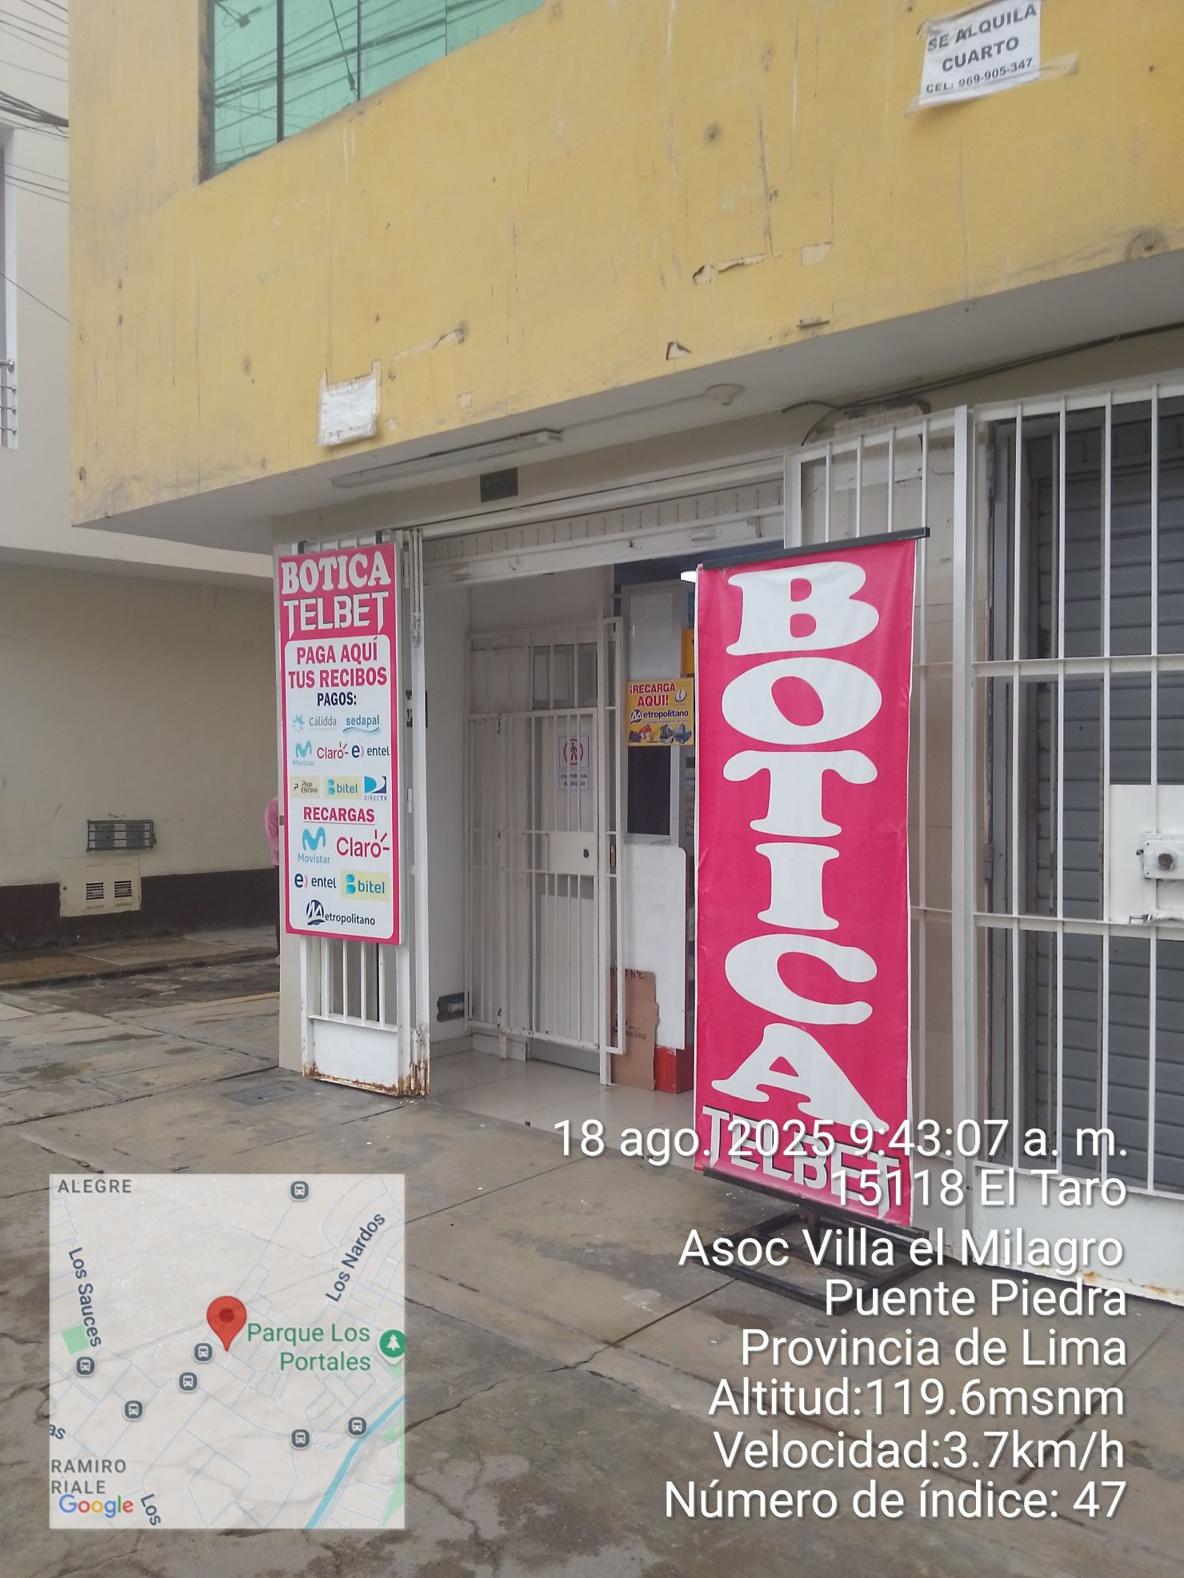 SE ALQUILA
CUARTO
CEL: 969-905-347
BOTICA
TELBET
PAGA AQUÍ
TUS RECIBOS
PAGOS:
Cálidda sedapal
Movistar Claro entel
bitel DIRECTV
RECARGAS
Movistar Claro
entel bitel
Metropolitano
¡RECARGA
AQUI!
Metropolitano
BOTICA
TELBET
18 ago. 2025 9:43:07 a. m.
15118 El Taro
Asoc Villa el Milagro
Puente Piedra
Provincia de Lima
Altitud:119.6msnm
Velocidad:3.7km/h
Número de índice: 47
ALEGRE
Los Sauces
Los Nardos
Parque Los
Portales
as
RAMIRO
RIALE
Google
Los